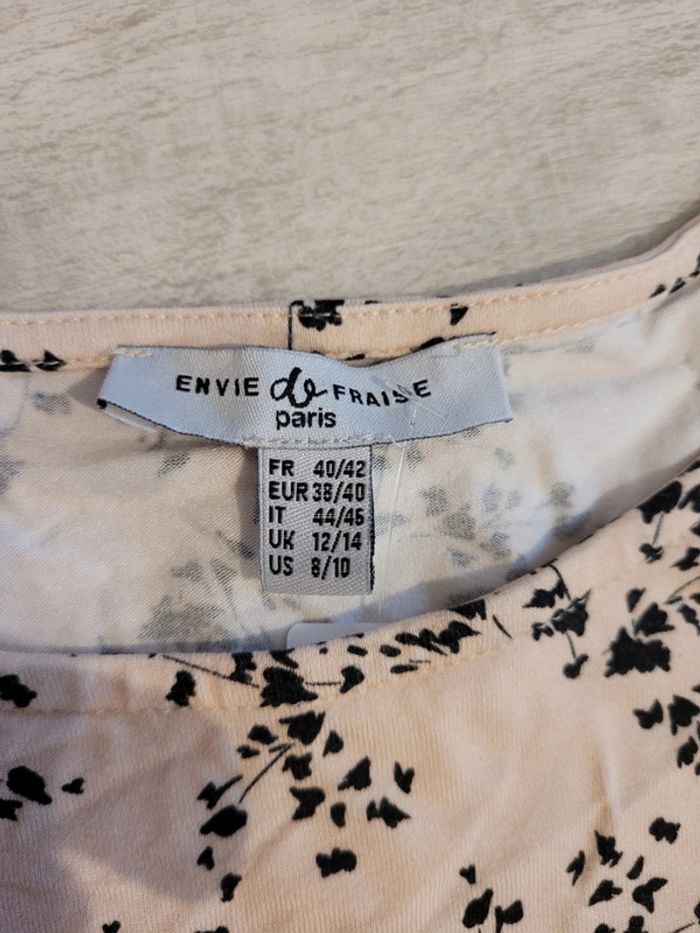 ENVIE de FRAISE
paris
FR 40/42
EUR 38/40
IT 44/46
UK 12/14
US 8/10